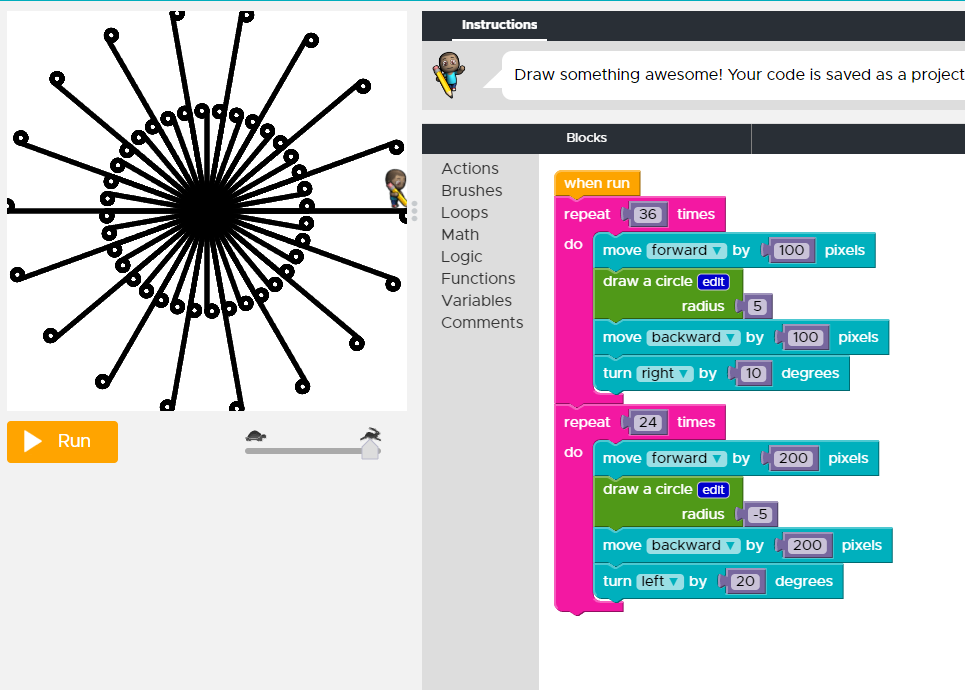 Instructions
Draw something awesome! Your code is saved as a project
Blocks
Actions
Brushes
Loops
Math
Logic
Functions
Variables
Comments
when run
repeat 36 times
do move forward ▼ by 100 pixels
draw a circle edit
radius 5
move backward ▼ by 100 pixels
turn right ▼ by 10 degrees
repeat 24 times
do move forward ▼ by 200 pixels
draw a circle edit
radius -5
move backward ▼ by 200 pixels
turn left ▼ by 20 degrees
Run